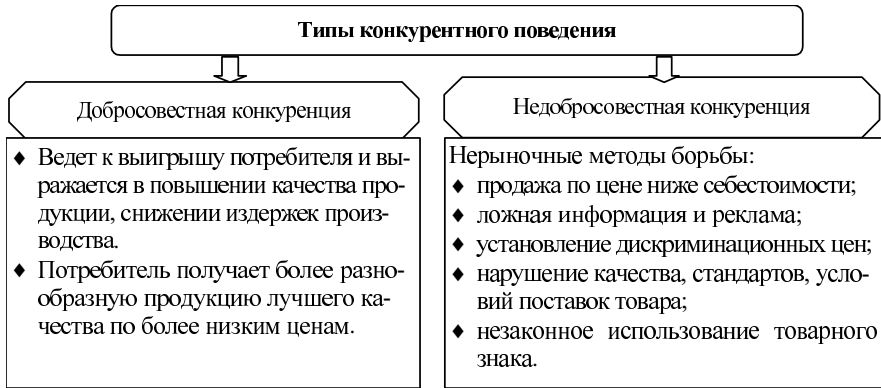 Типы конкурентного поведения
Добросовестная конкуренция
♦ Ведет к выигрышу потребителя и вы-
ражается в повышении качества про-
дукции, снижении издержек произ-
водства.
♦ Потребитель получает более разно-
образную продукцию лучшего ка-
чества по более низким ценам.
Недобросовестная конкуренция
Нерыночные методы борьбы:
♦ продажа по цене ниже себестоимости;
♦ ложная информация и реклама;
♦ установление дискриминационных цен;
♦ нарушение качества, стандартов, усло-
вий поставок товара;
♦ незаконное использование товарного
знака.